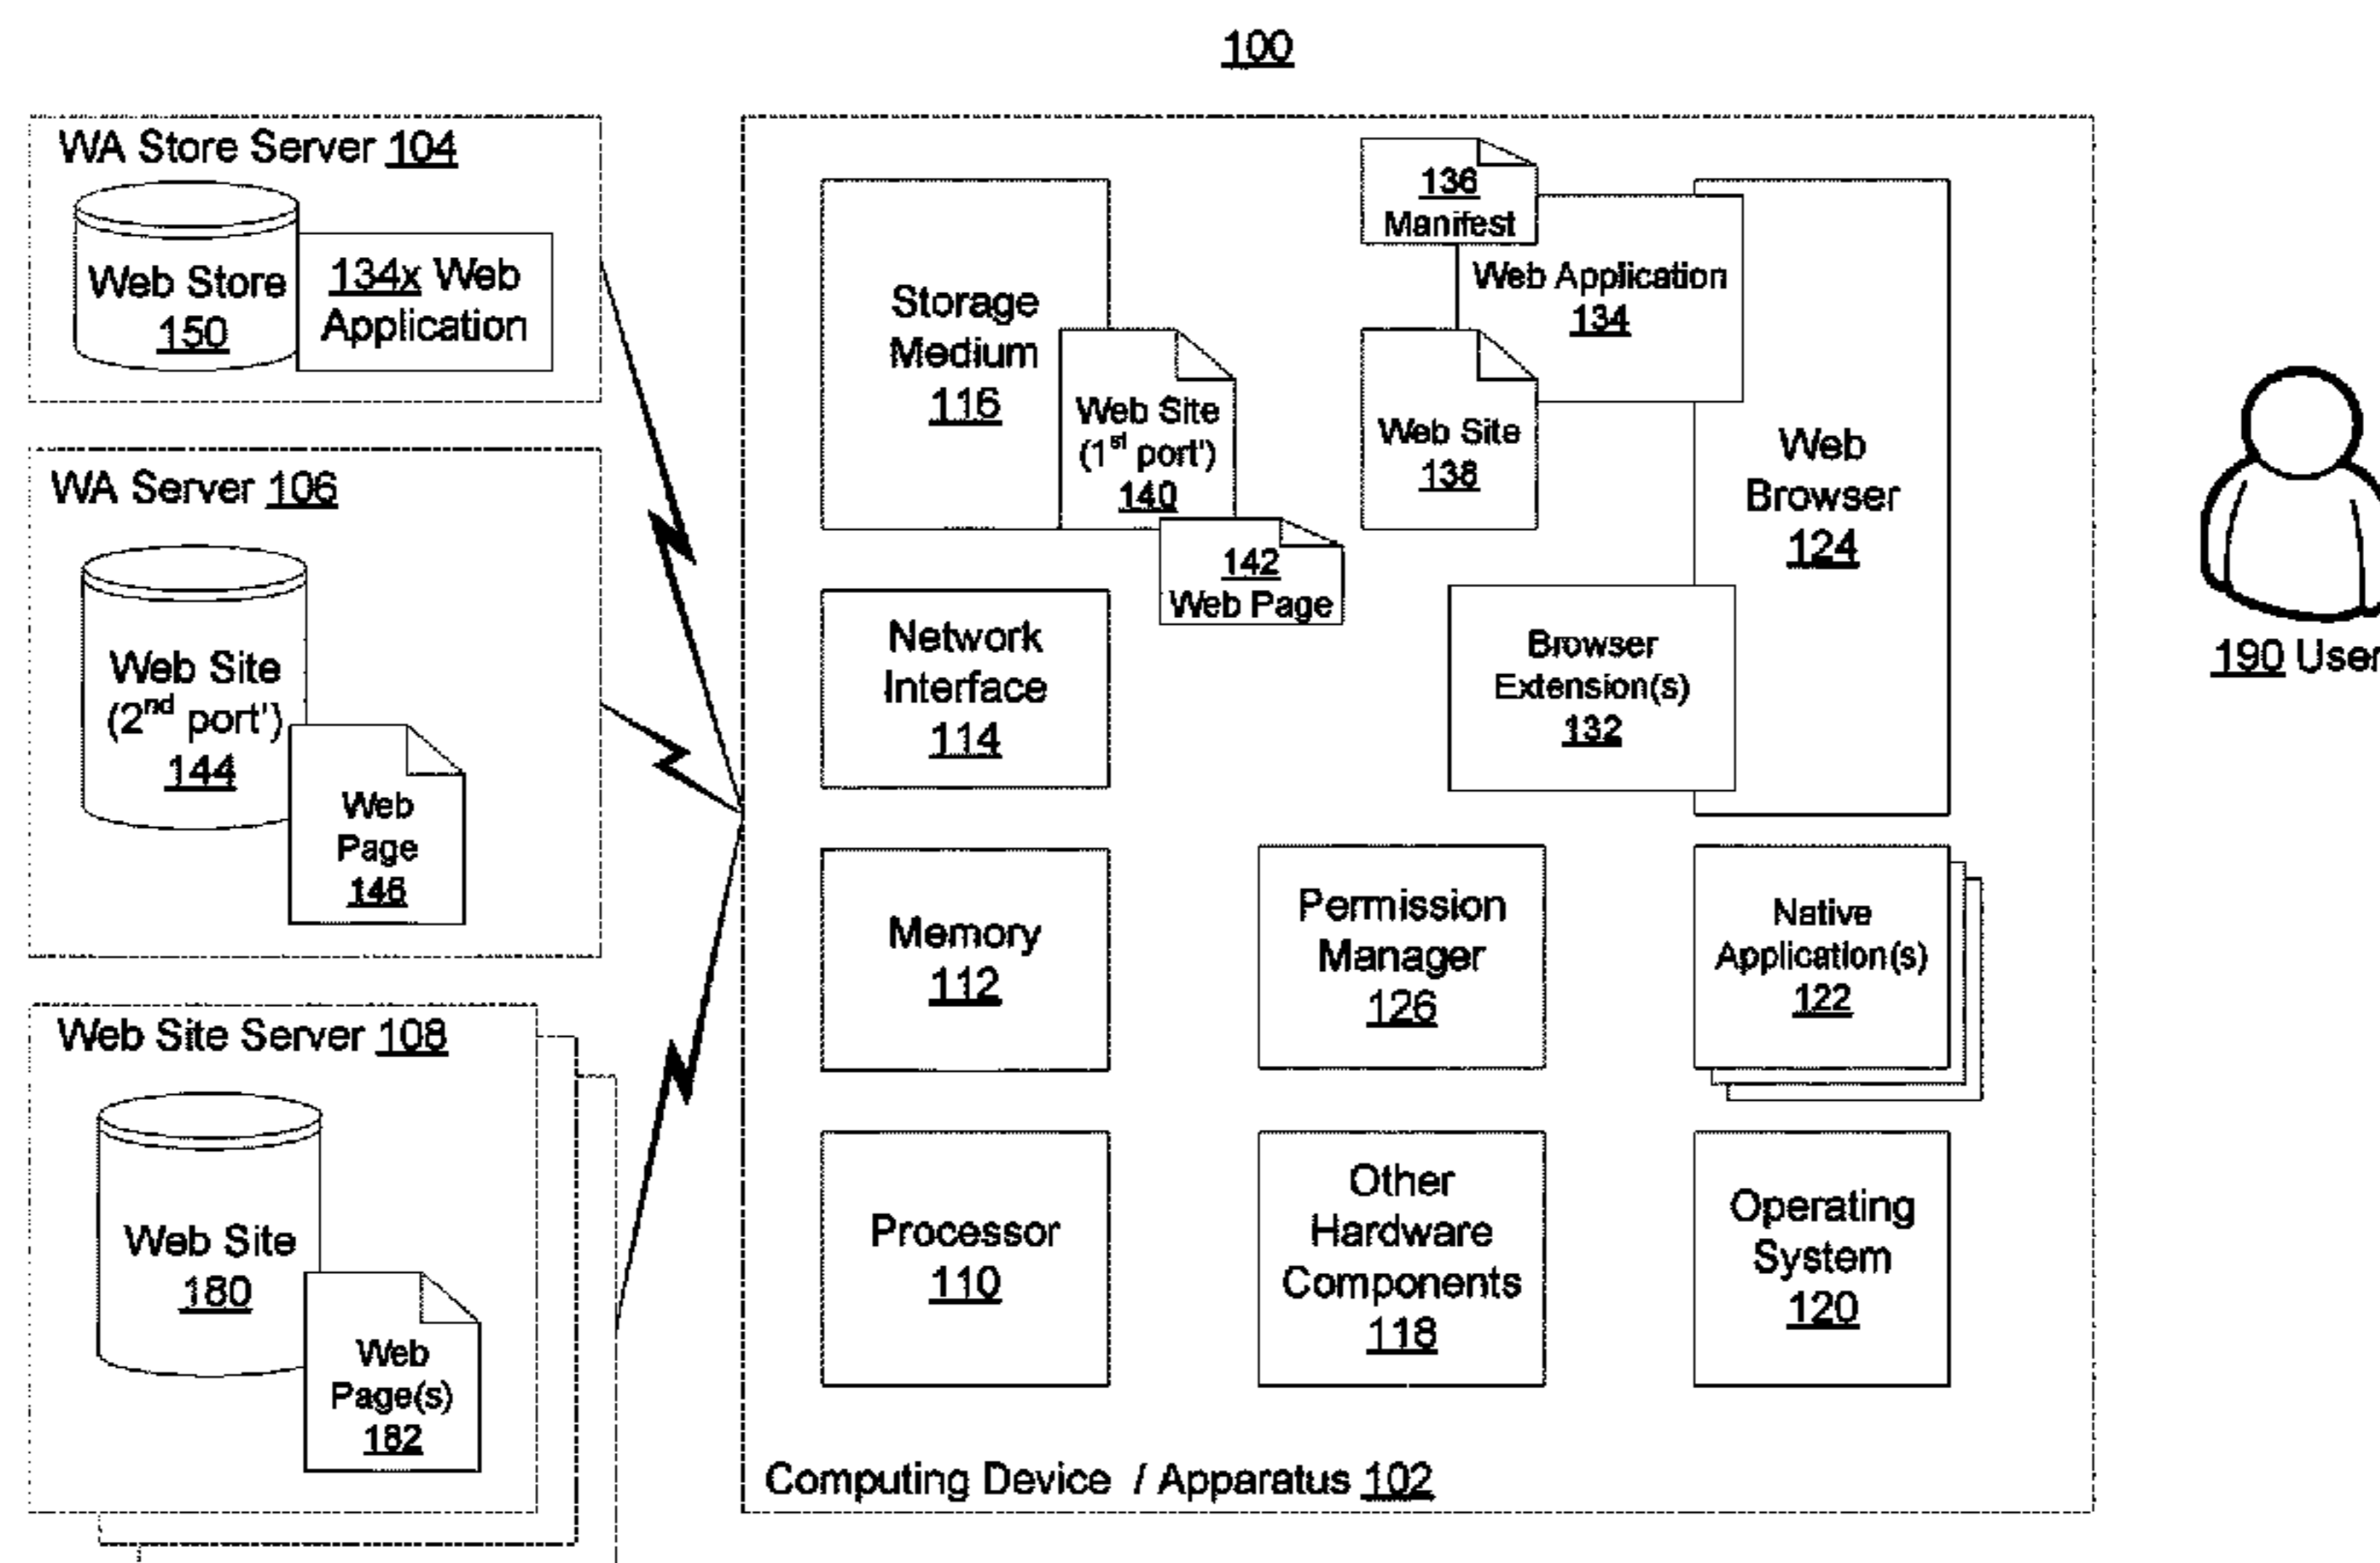 100
WA Store Server 104
Web Store
150
134x Web
Application
WA Server 106
Web Site
(2nd port')
144
Web
Page
146
Web Site Server 108
Web Site
180
Web
Page(s)
182
Storage
Medium
116
Web Site
(1st port')
140
142
Web Page
136
Manifest
Web Application
134
Web Site
138
Web
Browser
124
Network
Interface
114
Browser
Extension(s)
132
Memory
112
Permission
Manager
126
Native
Application(s)
122
Processor
110
Other
Hardware
Components
118
Operating
System
120
Computing Device / Apparatus 102
190 User